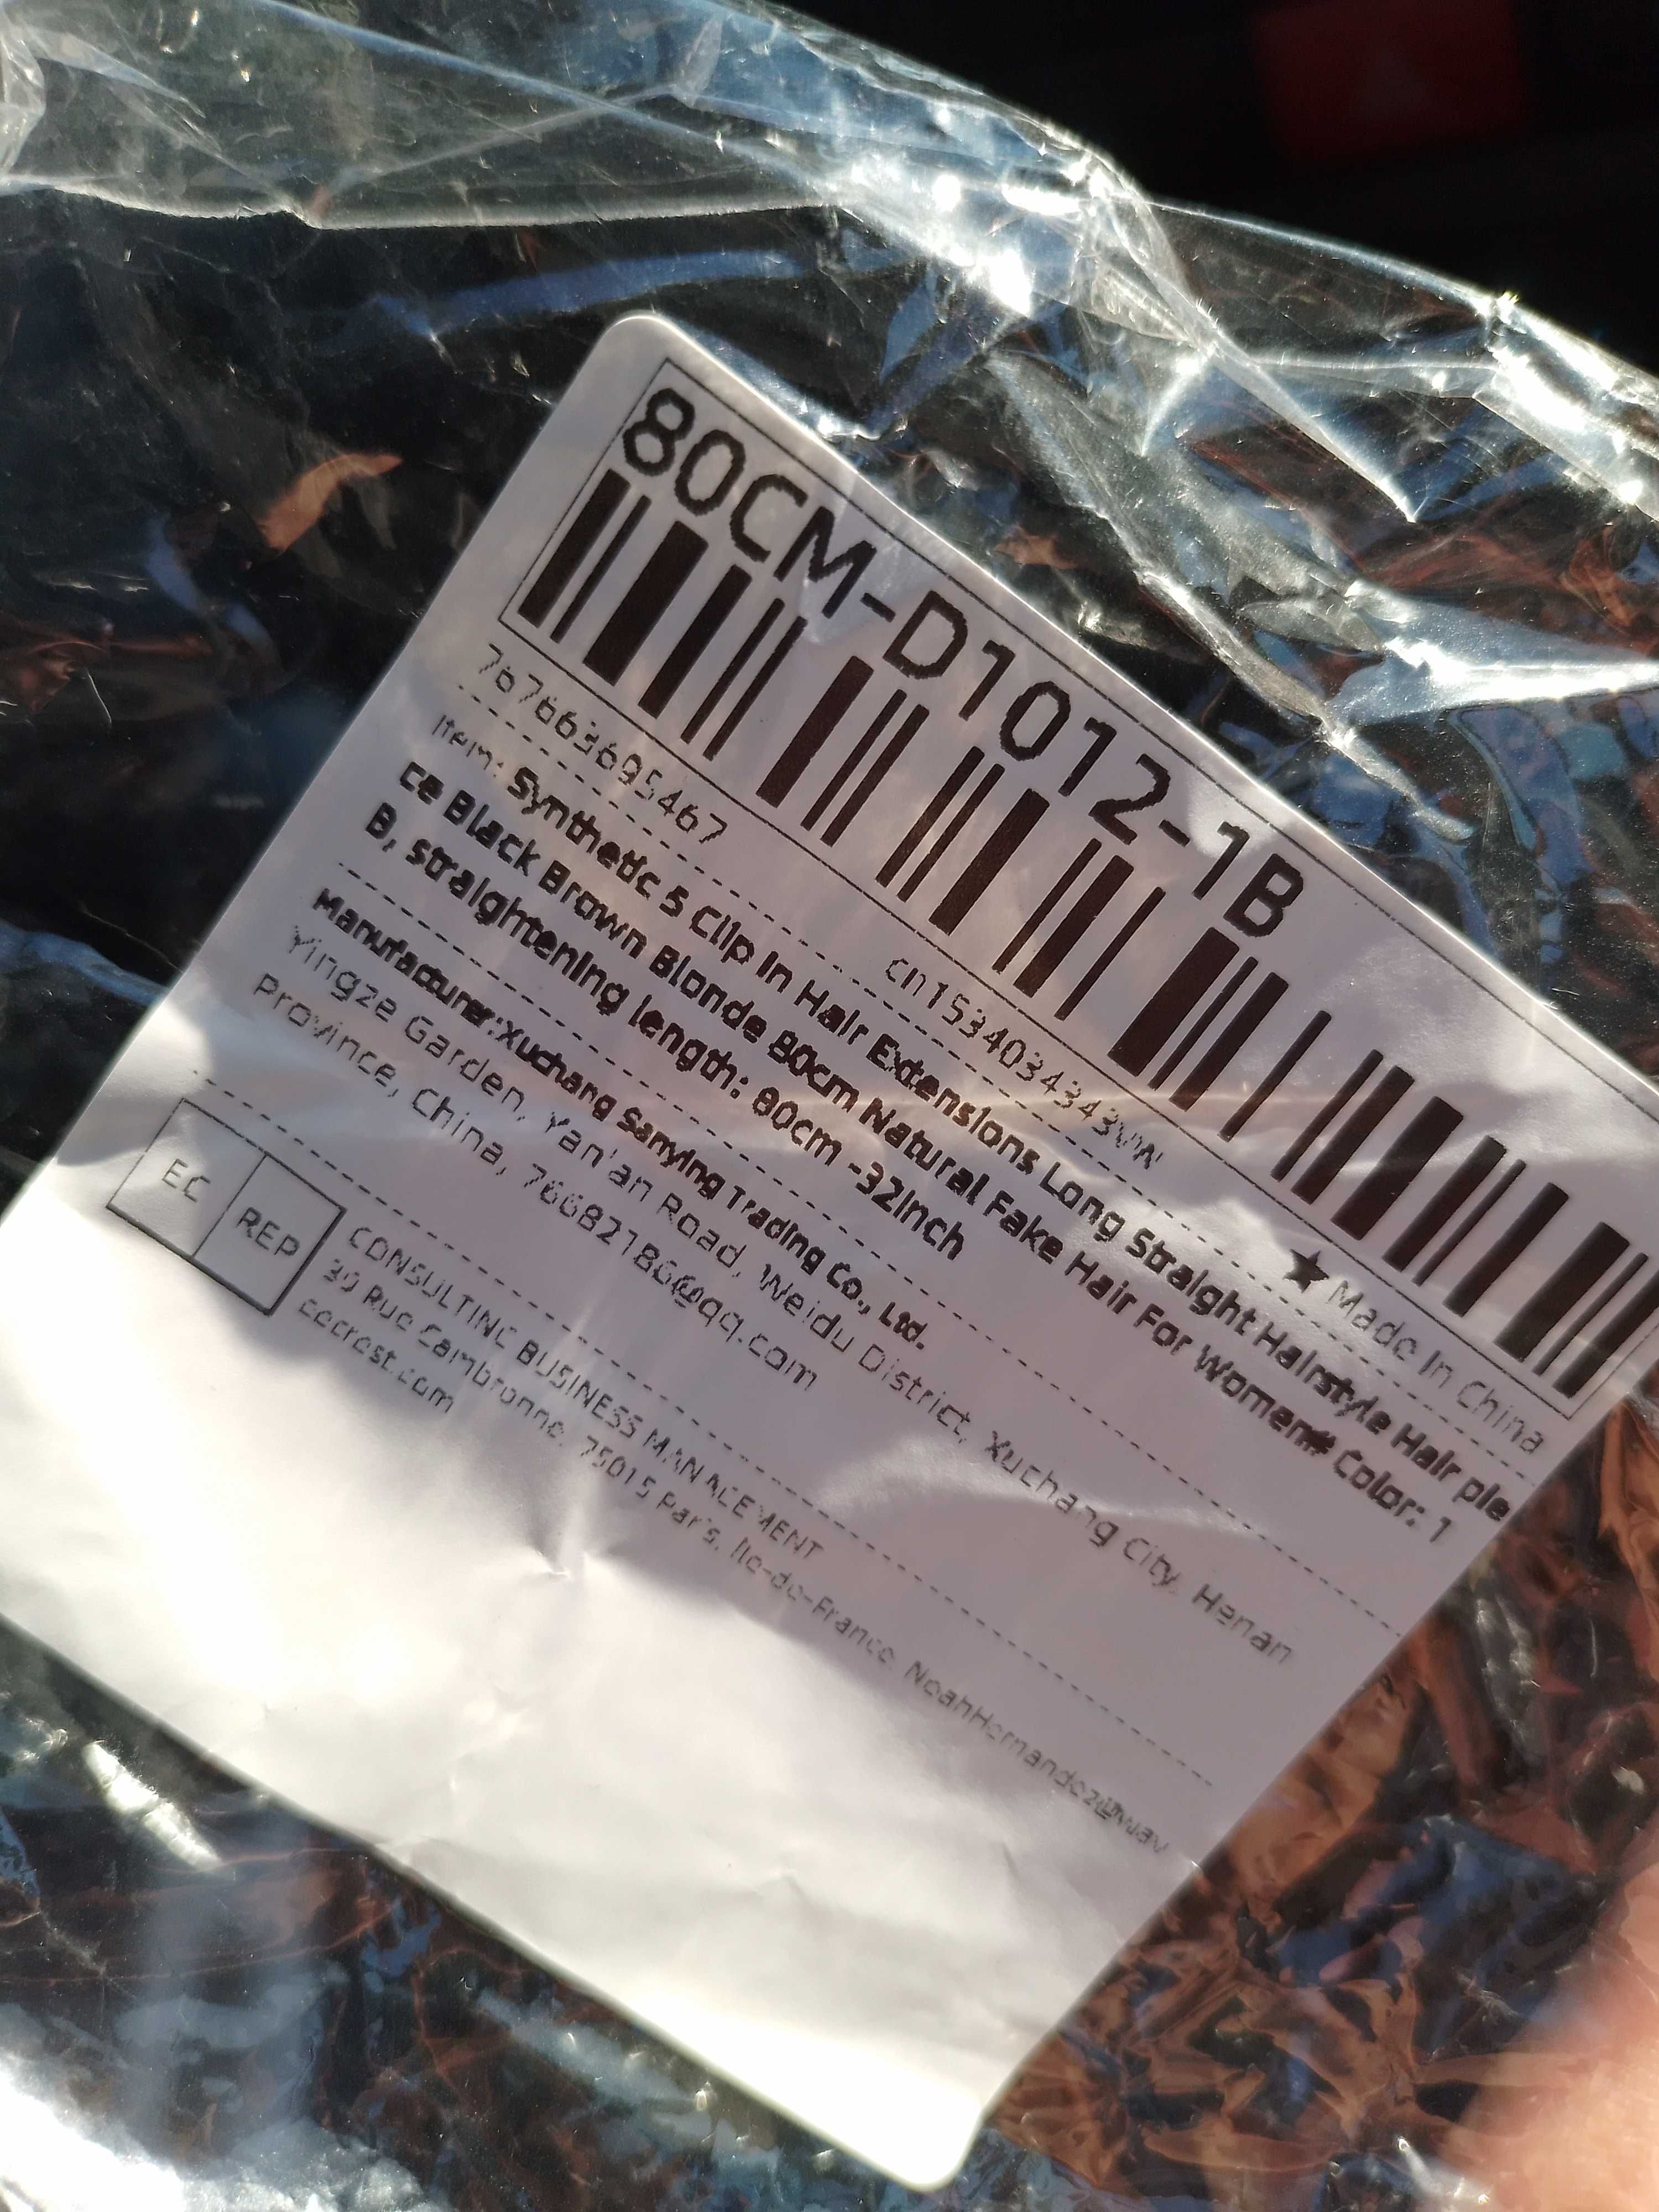 80CM-D1012-1B
767663695467 cn1534034343vw ★ Made In China
Item: Synthetic 5 Clip In Hair Extensions Long Straight Hairstyle Hair pie
ce Black Brown Blonde 80cm Natural Fake Hair For Women# Color: 1
B, straightening length: 80cm -32inch
Manufacturer:Xuchang Sanying Trading Co., Ltd.
Yingze Garden, Yan'an Road, Weidu District, Xuchang City, Henan
Province, China, 76682186@qq.com
EC REP
CONSULTING BUSINESS MANAGEMENT
39 Rue Cambronne, 75015 Paris, Ile-de-France,